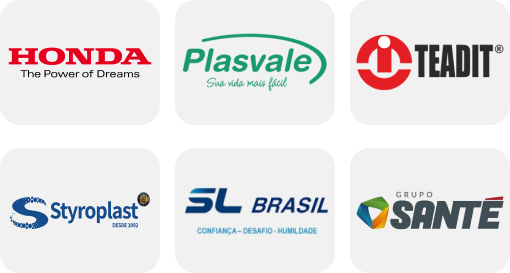 HONDA
The Power of Dreams
Plasvale
Sua vida mais fácil
TEADIT®
Styroplast
DESDE 1992
SL BRASIL
CONFIANÇA – DESAFIO - HUMILDADE
GRUPO
SANTÉ